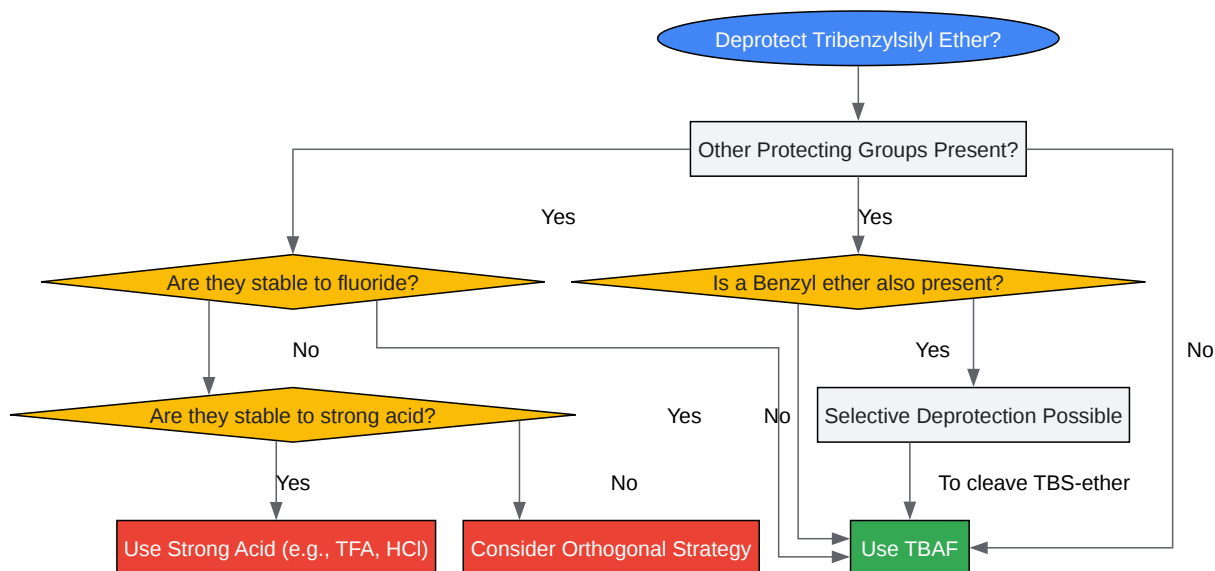 Deprotect Tribenzylsilyl Ether?
Other Protecting Groups Present?
Yes
Yes
Are they stable to fluoride?
Is a Benzyl ether also present?
No
Yes
No
Are they stable to strong acid?
Yes
No
Selective Deprotection Possible
Yes
No
To cleave TBS-ether
Use Strong Acid (e.g., TFA, HCl)
Consider Orthogonal Strategy
Use TBAF